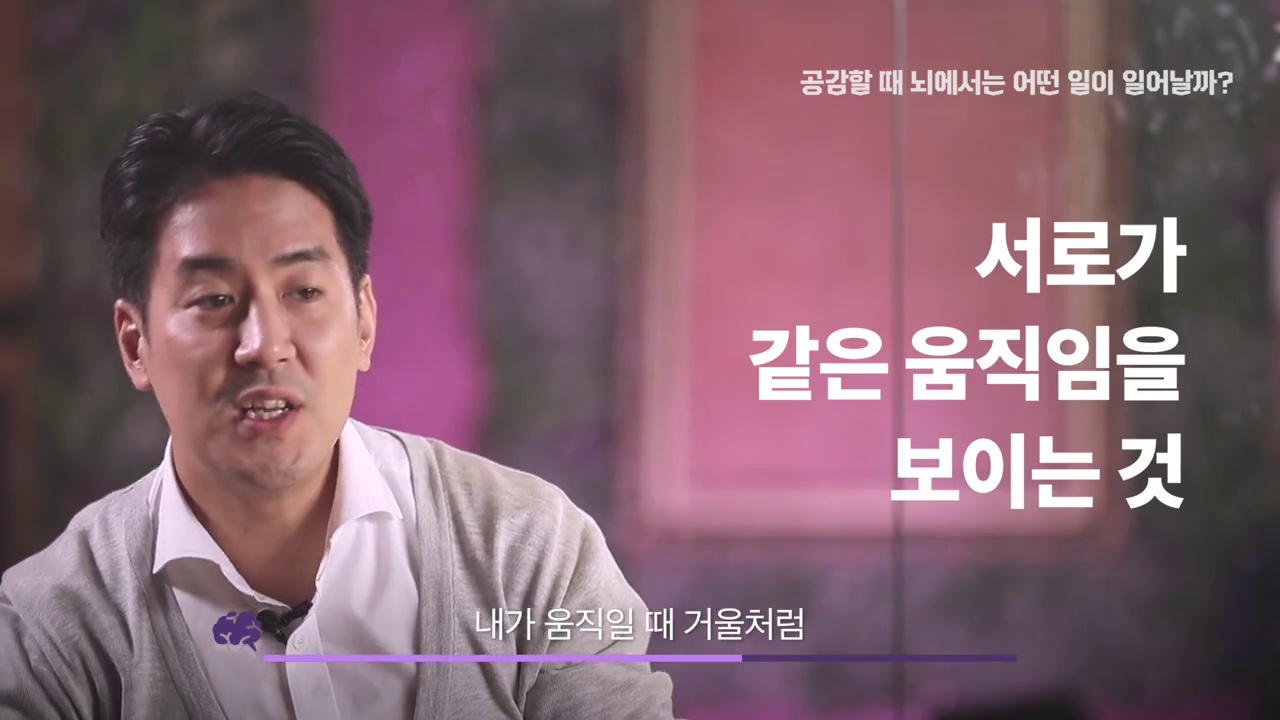 공감할 때 뇌에서는 어떤 일이 일어날까?
서로가
같은 움직임을
보이는 것
내가 움직일 때 거울처럼